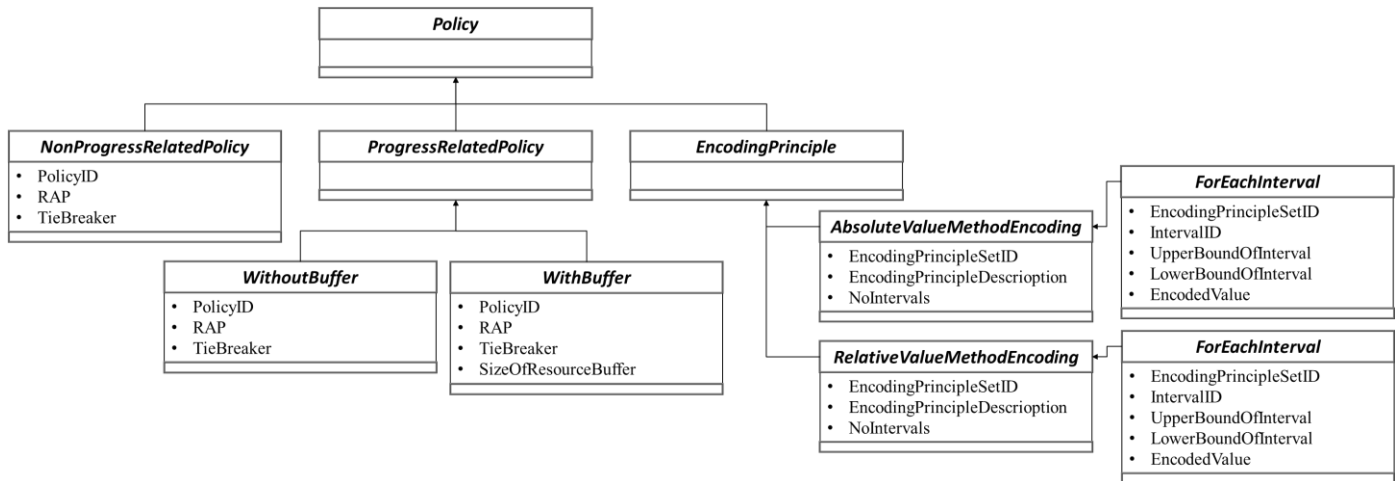 Policy
NonProgressRelatedPolicy
• PolicyID
• RAP
• TieBreaker
ProgressRelatedPolicy
EncodingPrinciple
WithoutBuffer
• PolicyID
• RAP
• TieBreaker
WithBuffer
• PolicyID
• RAP
• TieBreaker
• SizeOfResourceBuffer
AbsoluteValueMethodEncoding
• EncodingPrincipleSetID
• EncodingPrincipleDescrioption
• NoIntervals
ForEachInterval
• EncodingPrincipleSetID
• IntervalID
• UpperBoundOfInterval
• LowerBoundOfInterval
• EncodedValue
RelativeValueMethodEncoding
• EncodingPrincipleSetID
• EncodingPrincipleDescrioption
• NoIntervals
ForEachInterval
• EncodingPrincipleSetID
• IntervalID
• UpperBoundOfInterval
• LowerBoundOfInterval
• EncodedValue